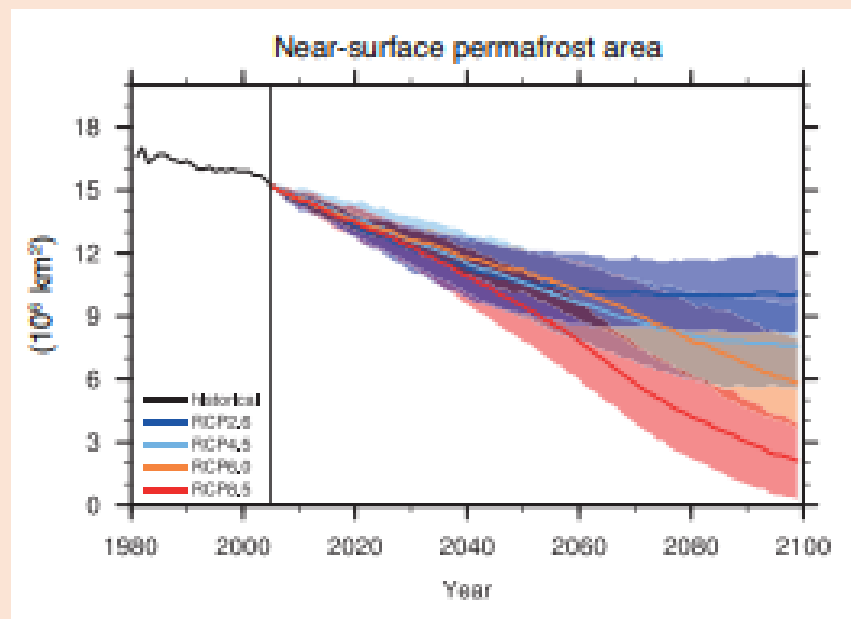 Near-surface permafrost area
18
15
12
9
6
3
0
(10⁶ km²)
historical
RCP2.6
RCP4.5
RCP6.0
RCP8.5
1980 2000 2020 2040 2060 2080 2100
Year